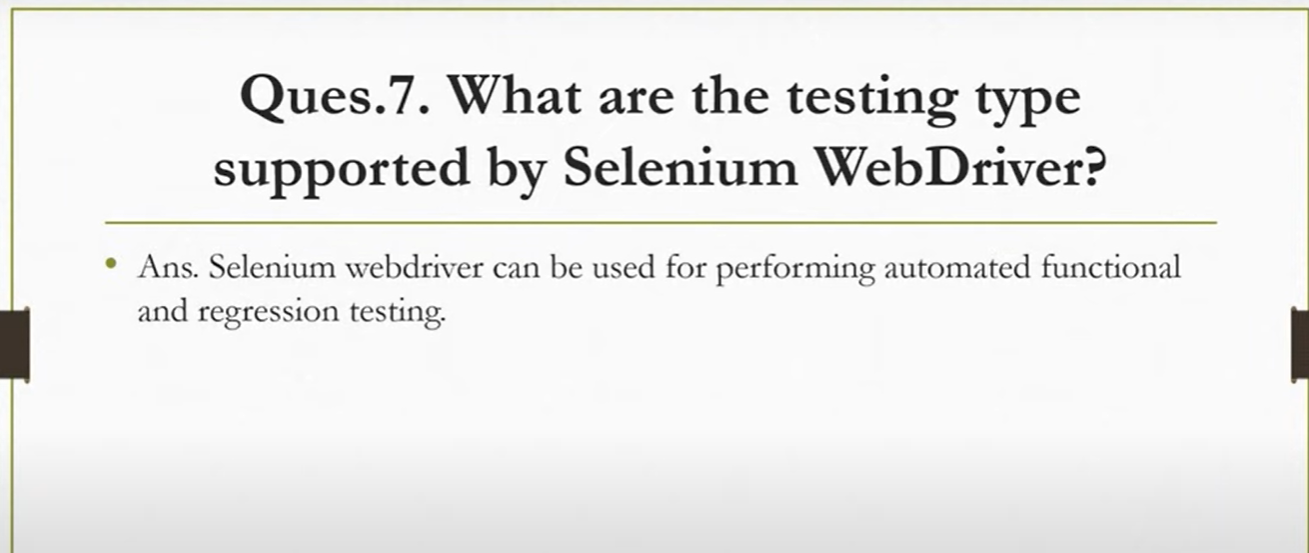 Ques.7. What are the testing type
supported by Selenium WebDriver?
• Ans. Selenium webdriver can be used for performing automated functional
and regression testing.